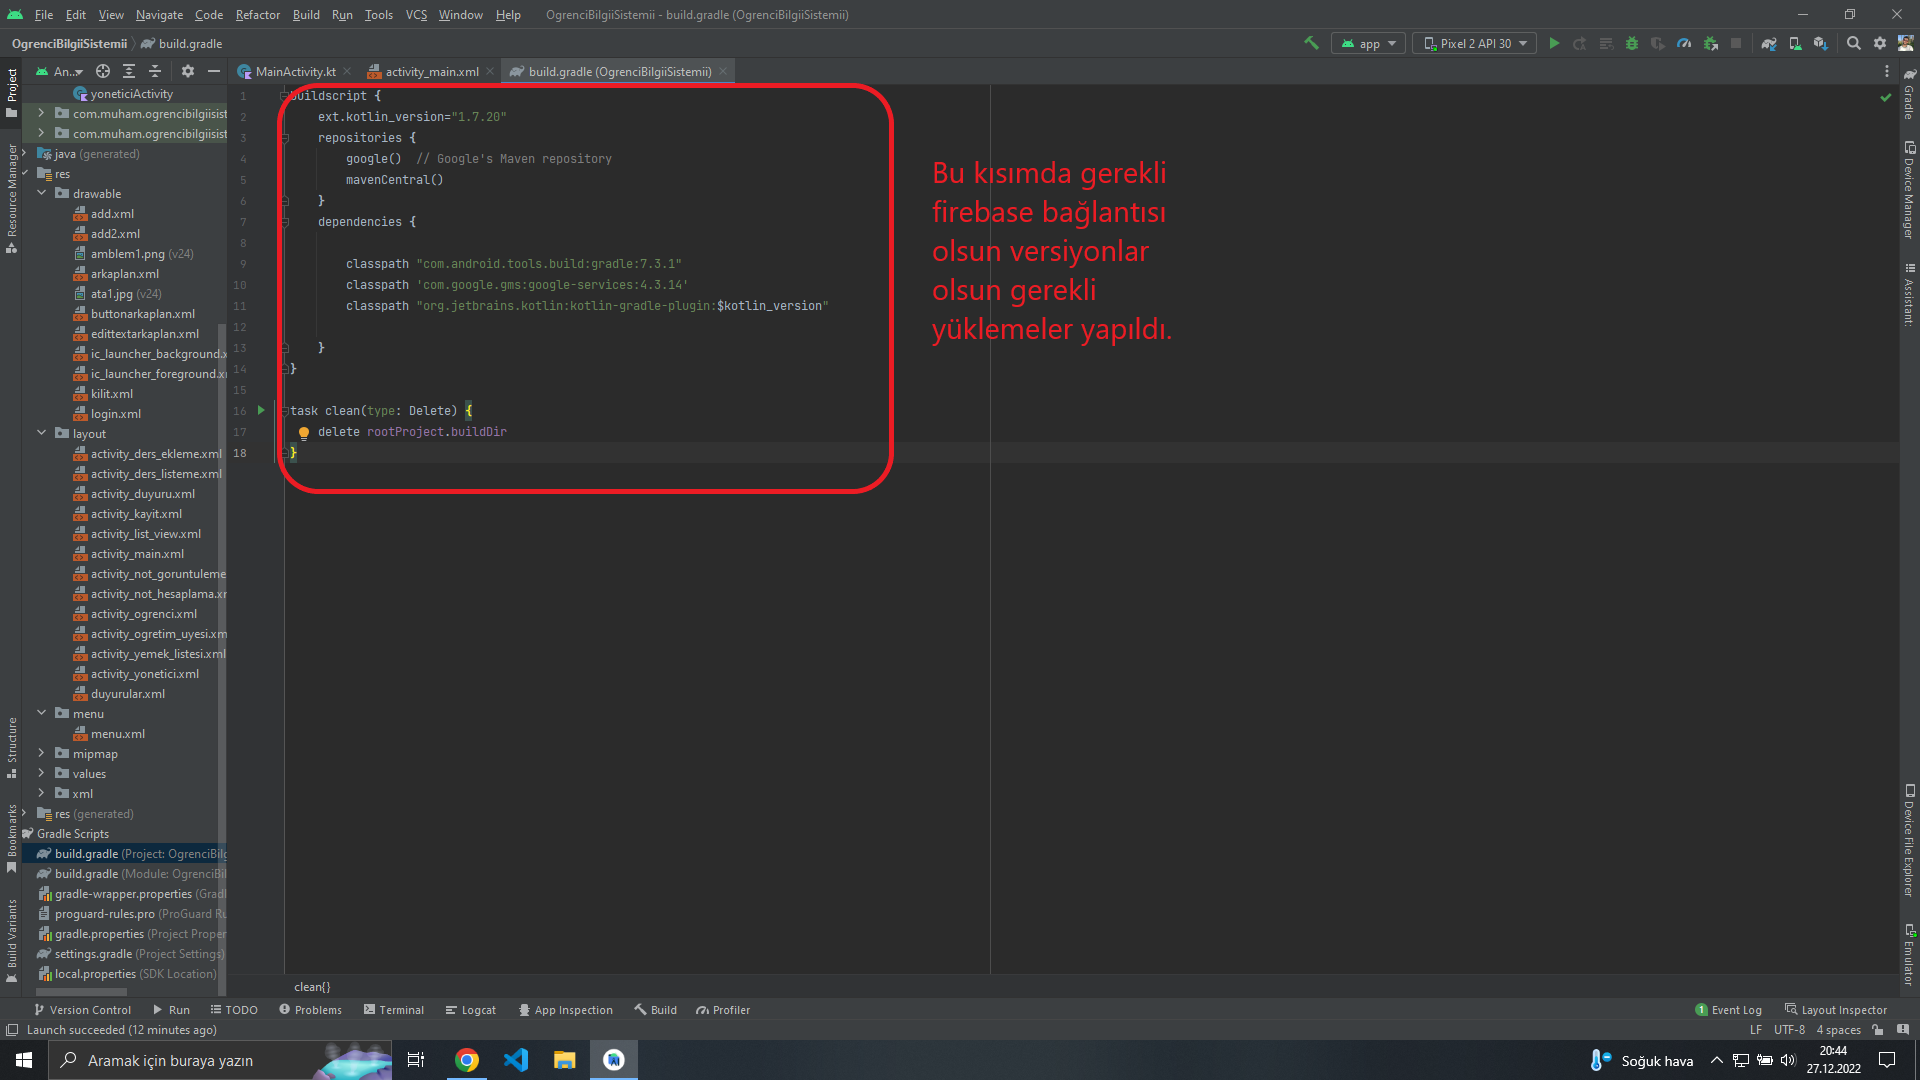 File Edit View Navigate Code Refactor Build Run Tools VCS Window Help OgrenciBilgiiSistemii - build.gradle (OgrenciBilgiiSistemii)
OgrenciBilgiiSistemii build.gradle app Pixel 2 API 30
An... MainActivity.kt activity_main.xml build.gradle (OgrenciBilgiiSistemii)
Project
Resource Manager
Structure
Bookmarks
Build Variants
yoneticiActivity
com.muham.ogrencibilgiisist
com.muham.ogrencibilgiisist
java (generated)
res
drawable
add.xml
add2.xml
amblem1.png (v24)
arkaplan.xml
ata1.jpg (v24)
buttonarkaplan.xml
edittextarkaplan.xml
ic_launcher_background.x
ic_launcher_foreground.x
kilit.xml
login.xml
layout
activity_ders_ekleme.xml
activity_ders_listeme.xml
activity_duyuru.xml
activity_kayit.xml
activity_list_view.xml
activity_main.xml
activity_not_goruntuleme
activity_not_hesaplama.xr
activity_ogrenci.xml
activity_ogretim_uyesi.xm
activity_yemek_listesi.xml
activity_yonetici.xml
duyurular.xml
menu
menu.xml
mipmap
values
xml
res (generated)
Gradle Scripts
build.gradle (Project: OgrenciBilg
build.gradle (Module: OgrenciBil
gradle-wrapper.properties (Grad
proguard-rules.pro (ProGuard Ru
gradle.properties (Project Proper
settings.gradle (Project Settings)
local.properties (SDK Location)
1 buildscript {
2 ext.kotlin_version="1.7.20"
3 repositories {
4 google() // Google's Maven repository
5 mavenCentral()
6 }
7 dependencies {
8
9 classpath "com.android.tools.build:gradle:7.3.1"
10 classpath 'com.google.gms:google-services:4.3.14'
11 classpath "org.jetbrains.kotlin:kotlin-gradle-plugin:$kotlin_version"
12
13 }
14 }
15
16 task clean(type: Delete) {
17 delete rootProject.buildDir
18 }
Bu kısımda gerekli
firebase bağlantısı
olsun versiyonlar
olsun gerekli
yüklemeler yapıldı.
Gradle
Device Manager
Assistant:
Device File Explorer
Emulator
clean{}
Version Control Run TODO Problems Terminal Logcat App Inspection Build Profiler 1 Event Log Layout Inspector
Launch succeeded (12 minutes ago) LF UTF-8 4 spaces
Aramak için buraya yazın Soğuk hava 20:44
27.12.2022